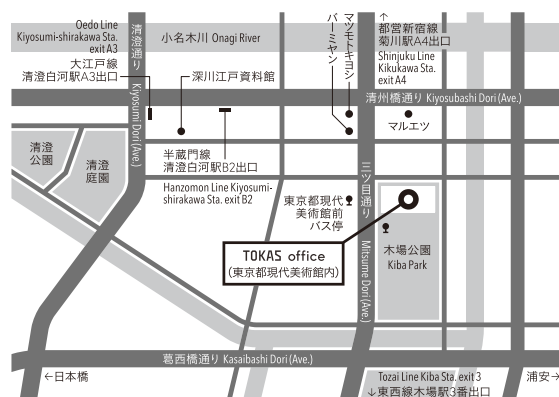 Oedo Line
Kiyosumi-shirakawa Sta.
exit A3
大江戸線
清澄白河駅A3出口
清澄通り
Kiyosumi Dori (Ave.)
小名木川 Onagi River
深川江戸資料館
マツモトキヨシ
バーミヤン
↑
都営新宿線
菊川駅A4出口
Shinjuku Line
Kikukawa Sta.
exit A4
清州橋通り Kiyosubashi Dori (Ave.)
マルエツ
清澄
公園
清澄
庭園
半蔵門線
清澄白河駅B2出口
Hanzomon Line Kiyosumi-
shirakawa Sta. exit B2
三ツ目通り
Mitsume Dori (Ave.)
東京都現代
美術館前
バス停
TOKAS office
(東京都現代美術館内)
木場公園
Kiba Park
葛西橋通り Kasaibashi Dori (Ave.)
←日本橋
Tozai Line Kiba Sta. exit 3
↓東西線木場駅3番出口
浦安→